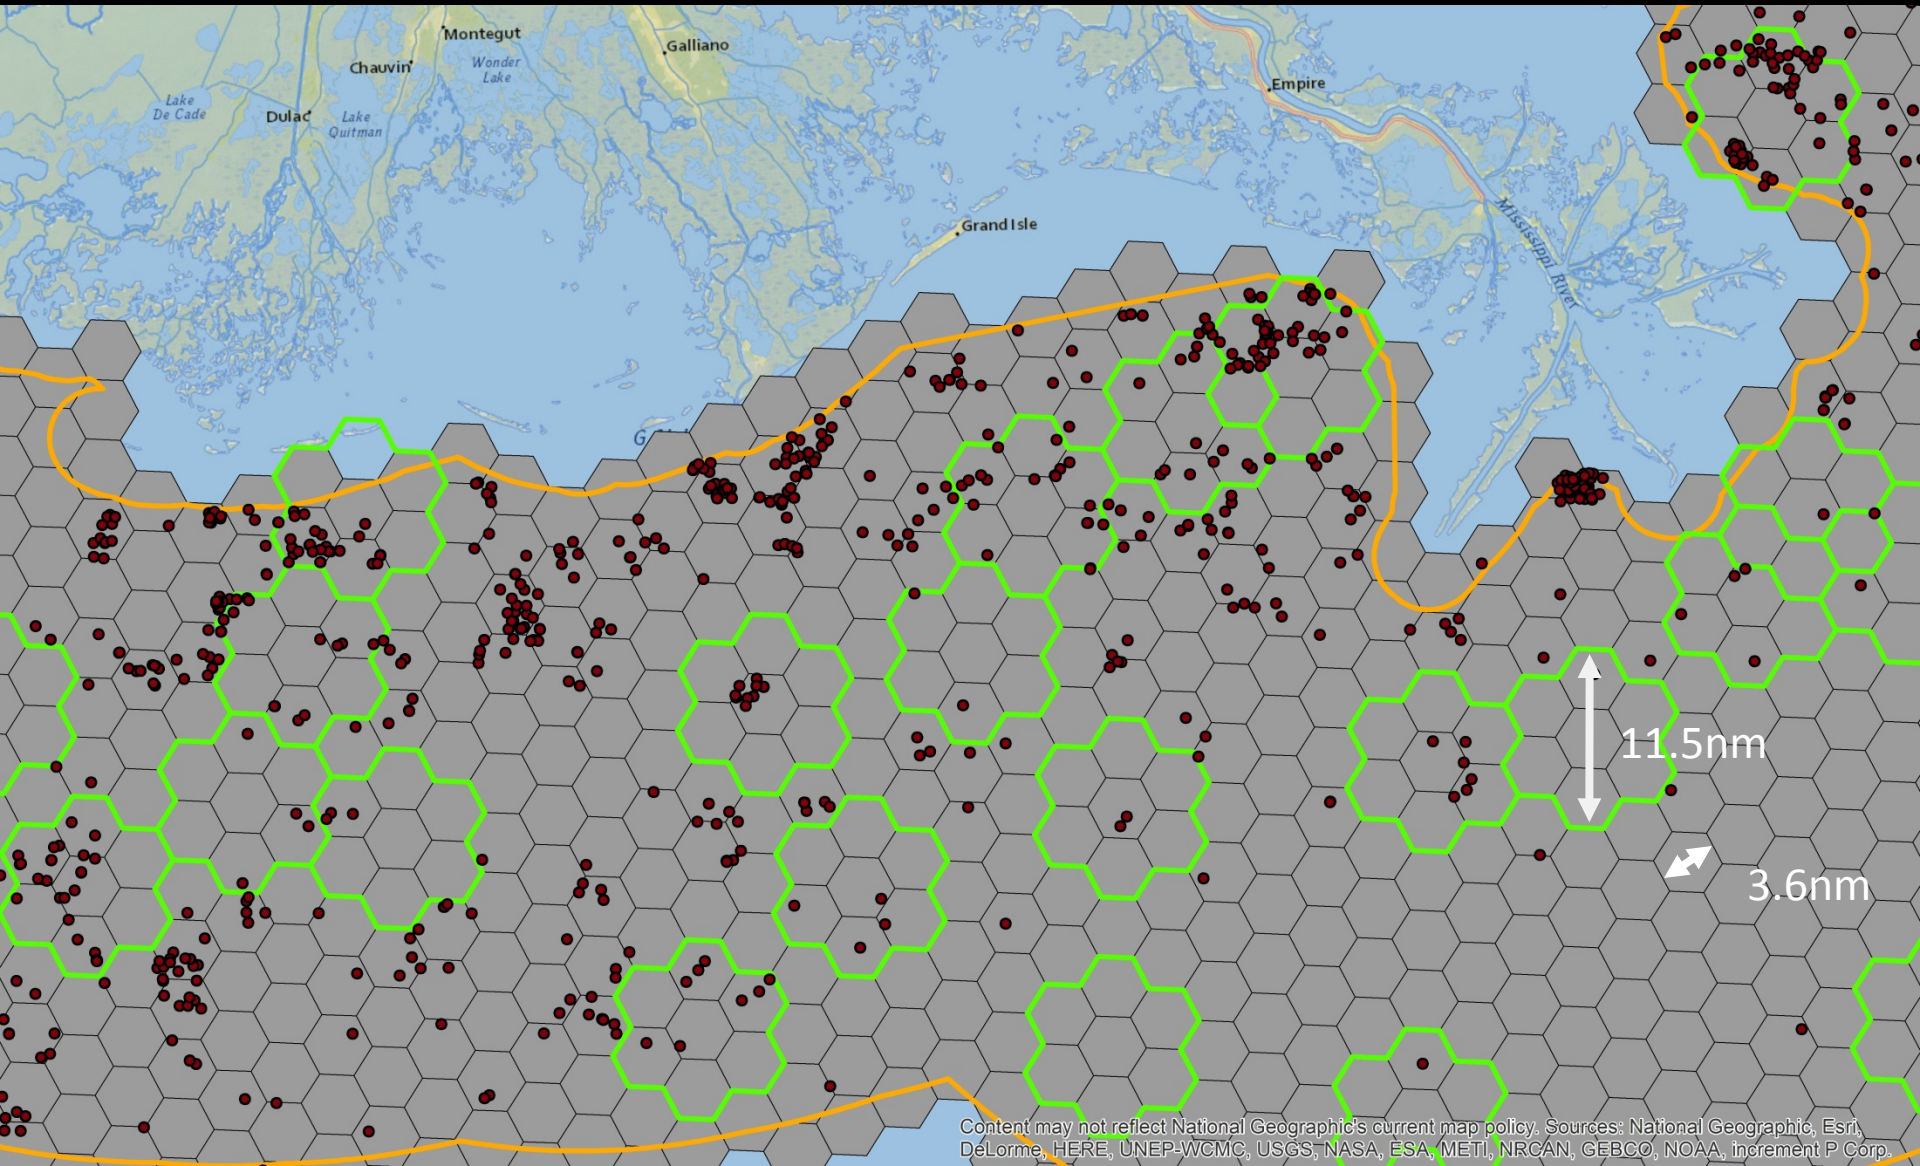 Montegut
Galliano
Chauvin
Wonder
Lake
Lake
De Cade
Dulac
Lake
Quitman
Empire
Grand Isle
Mississippi River
11.5nm
3.6nm
Content may not reflect National Geographic's current map policy. Sources: National Geographic, Esri,
DeLorme, HERE, UNEP-WCMC, USGS, NASA, ESA, METI, NRCAN, GEBCO, NOAA, increment P Corp.